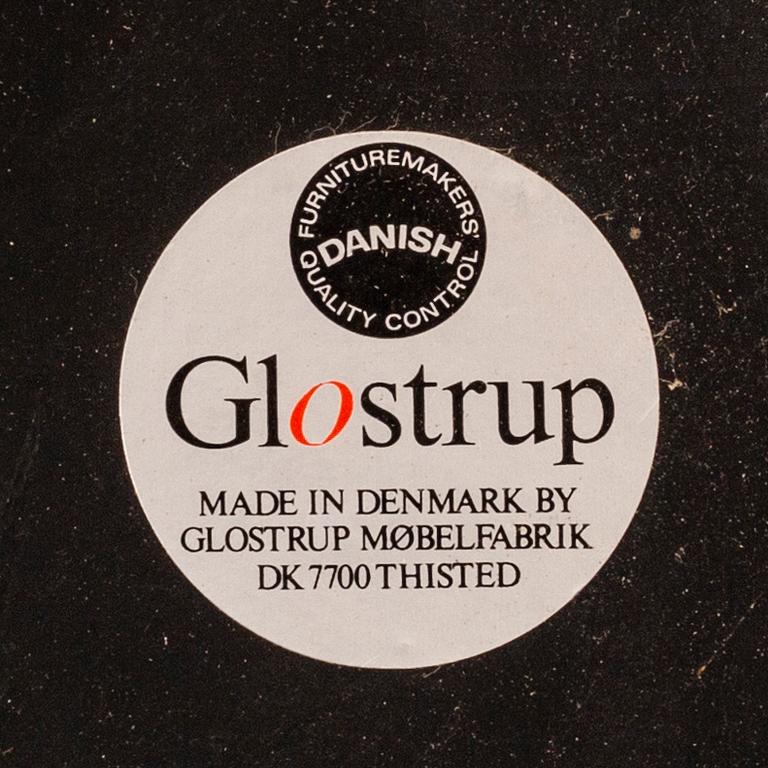 FURNITUREMAKERS'
DANISH
QUALITY CONTROL
Glostrup
MADE IN DENMARK BY
GLOSTRUP MØBELFABRIK
DK 7700 THISTED